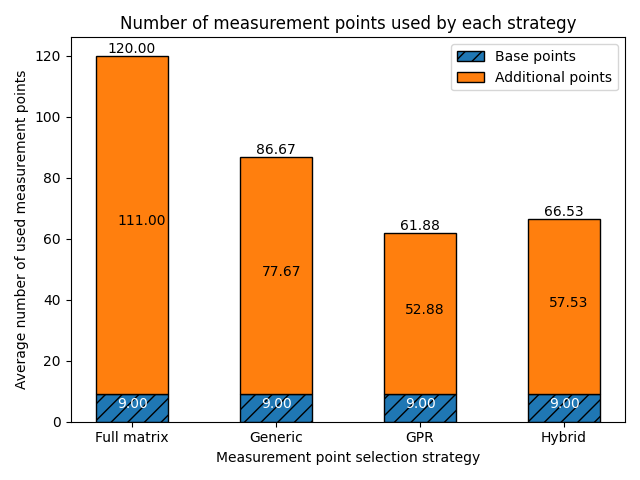 Number of measurement points used by each strategy
Average number of used measurement points
120
100
80
60
40
20
0
Base points
Additional points
120.00
86.67
61.88
66.53
111.00
77.67
52.88
57.53
9.00
9.00
9.00
9.00
Full matrix
Generic
GPR
Hybrid
Measurement point selection strategy